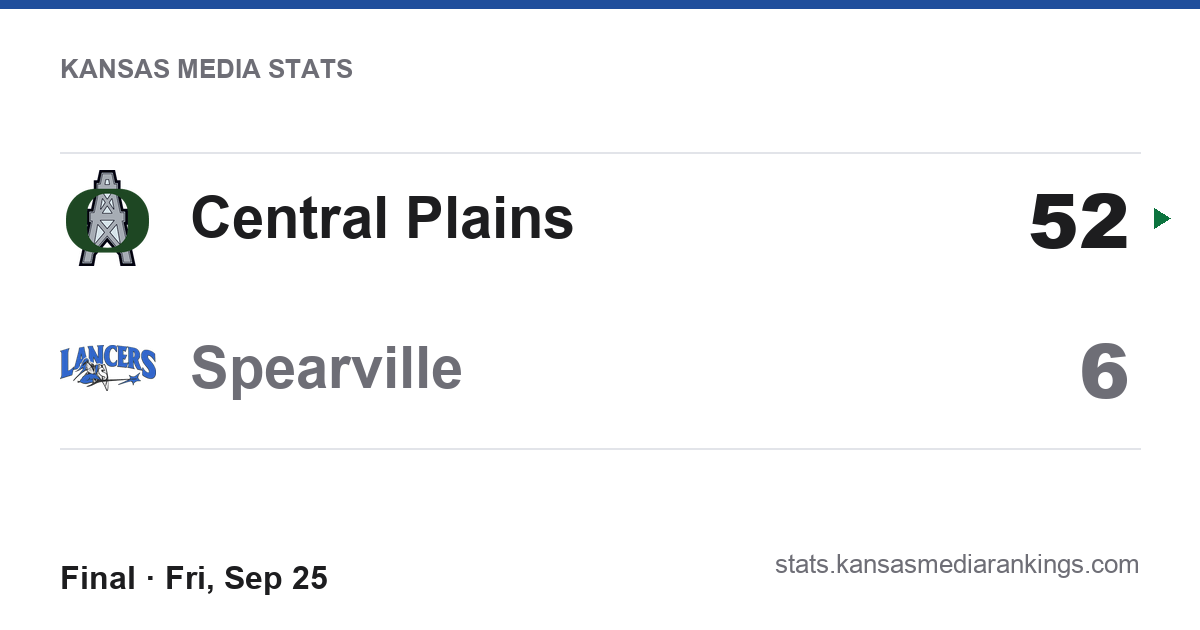 KANSAS MEDIA STATS
Central Plains 52
LANCERS
Spearville 6
Final · Fri, Sep 25
stats.kansasmediarankings.com